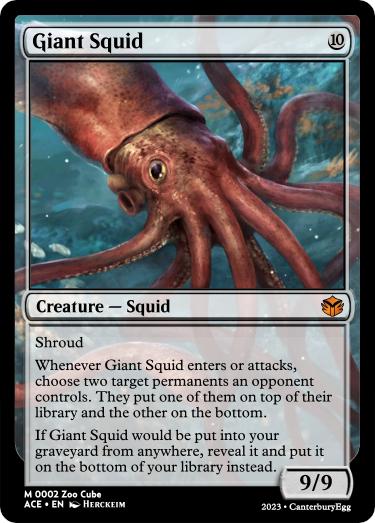 Giant Squid 10
Creature — Squid
Shroud
Whenever Giant Squid enters or attacks,
choose two target permanents an opponent
controls. They put one of them on top of their
library and the other on the bottom.
If Giant Squid would be put into your
graveyard from anywhere, reveal it and put it
on the bottom of your library instead.
9/9
M 0002 Zoo Cube
ACE • EN Herckeim
2023 • CanterburyEgg